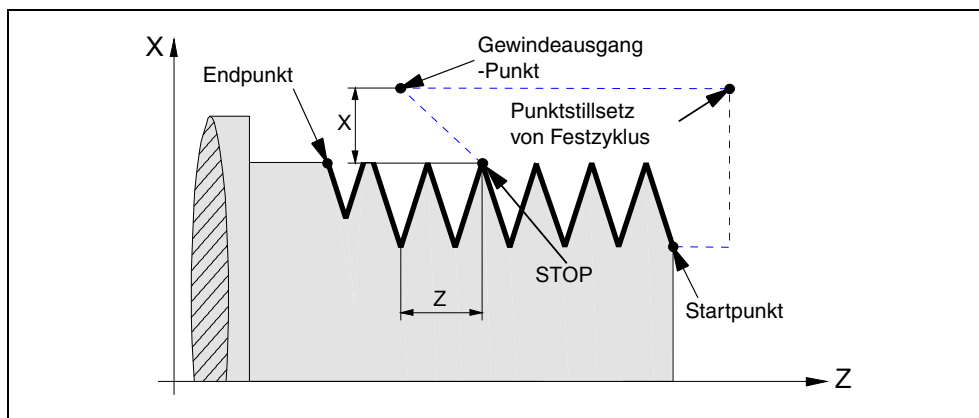 X
Gewindeausgang
-Punkt
Endpunkt
Punktstillsetz
von Festzyklus
X
STOP
Z
Startpunkt
Z